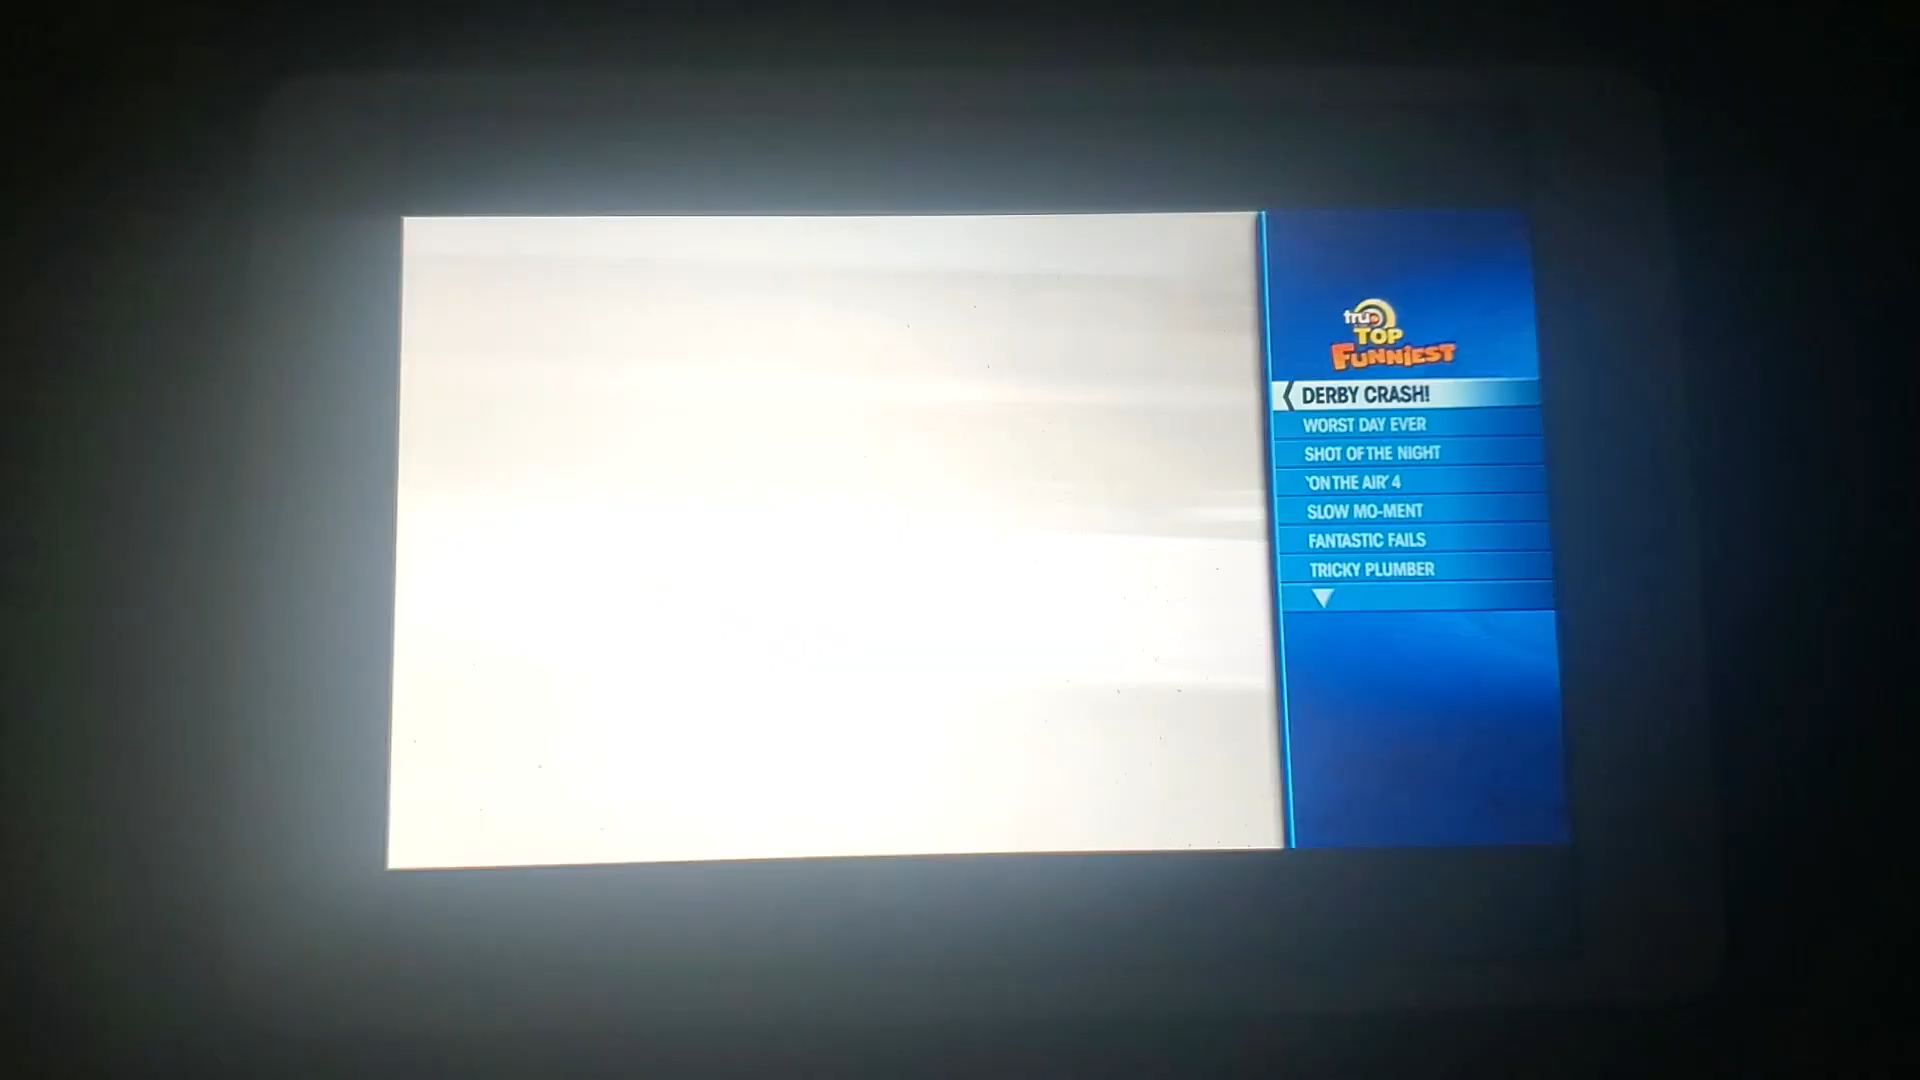 tru
TOP
FUNNIEST
DERBY CRASH!
WORST DAY EVER
SHOT OF THE NIGHT
'ON THE AIR' 4
SLOW MO-MENT
FANTASTIC FAILS
TRICKY PLUMBER